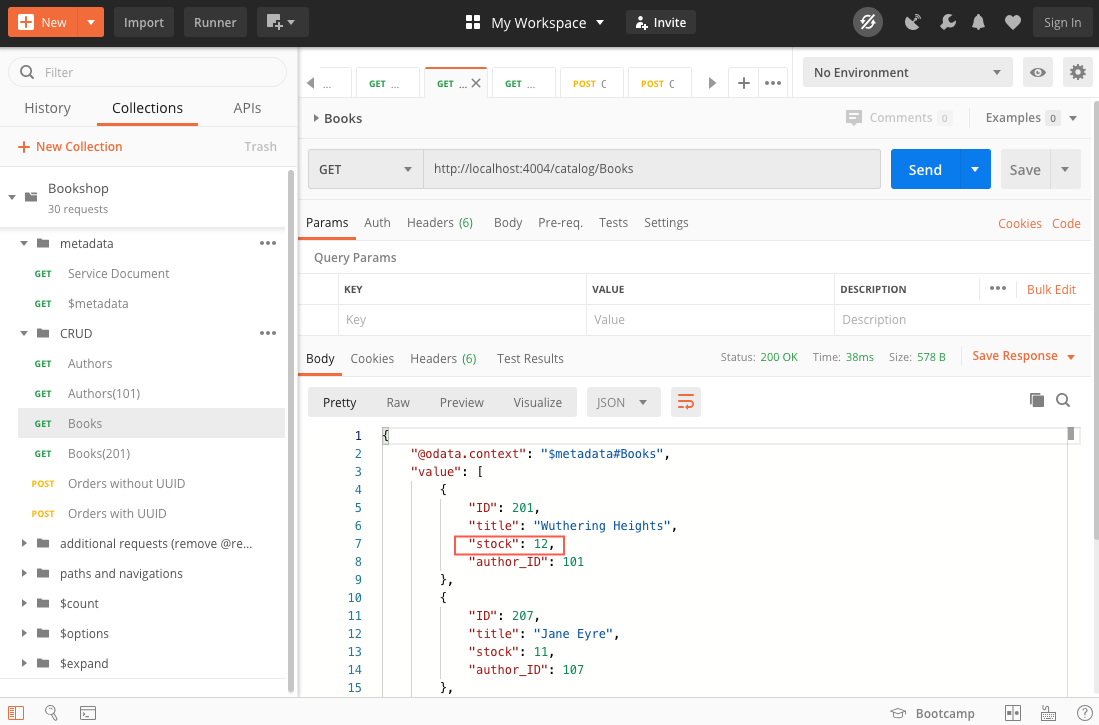 New Import Runner My Workspace Invite Sign In
Filter
History Collections APIs
New Collection Trash
Bookshop
30 requests
metadata
GET Service Document
GET $metadata
CRUD
GET Authors
GET Authors(101)
GET Books
GET Books(201)
POST Orders without UUID
POST Orders with UUID
additional requests (remove @re...
paths and navigations
$count
$options
$expand
... GET ... GET ... GET ... POST C POST C No Environment
Books Comments 0 Examples 0
GET http://localhost:4004/catalog/Books Send Save
Params Auth Headers (6) Body Pre-req. Tests Settings Cookies Code
Query Params
KEY VALUE DESCRIPTION Bulk Edit
Key Value Description
Body Cookies Headers (6) Test Results Status: 200 OK Time: 38ms Size: 578 B Save Response
Pretty Raw Preview Visualize JSON
1 {
2 "@odata.context": "$metadata#Books",
3 "value": [
4 {
5 "ID": 201,
6 "title": "Wuthering Heights",
7 "stock": 12,
8 "author_ID": 101
9 },
10 {
11 "ID": 207,
12 "title": "Jane Eyre",
13 "stock": 11,
14 "author_ID": 107
15 },
Bootcamp